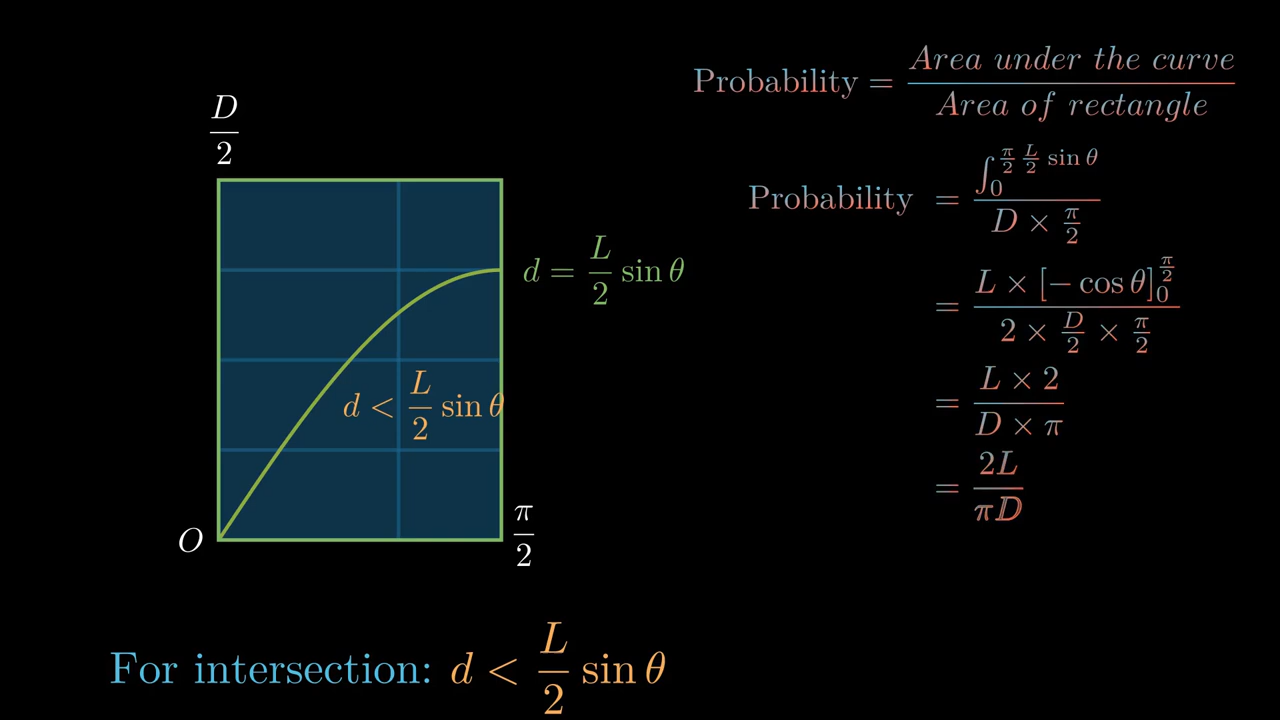 Probability = Area under the curve / Area of rectangle
D/2
Probability = ∫₀^{π/2} L/2 sin θ / D × π/2
d = L/2 sin θ
= L × [− cos θ]₀^{π/2} / 2 × D/2 × π/2
d < L/2 sin θ
= L × 2 / D × π
= 2L / πD
O
π/2
For intersection: d < L/2 sin θ